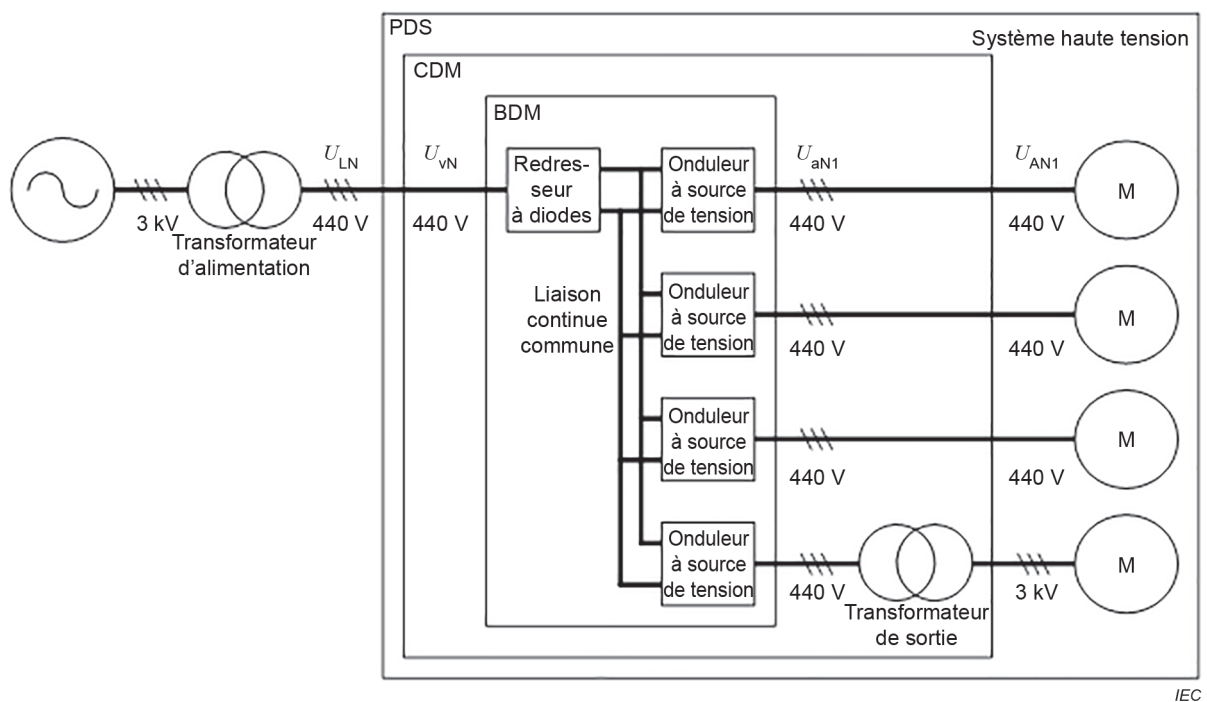 PDS
Système haute tension
CDM
BDM
U_LN
U_vN
Redres-
seur
à diodes
Onduleur
à source
de tension
U_aN1
U_AN1
M
3 kV
440 V
440 V
440 V
440 V
Transformateur
d’alimentation
Liaison
continue
commune
Onduleur
à source
de tension
M
440 V
440 V
Onduleur
à source
de tension
M
440 V
440 V
Onduleur
à source
de tension
M
440 V
3 kV
Transformateur
de sortie
IEC